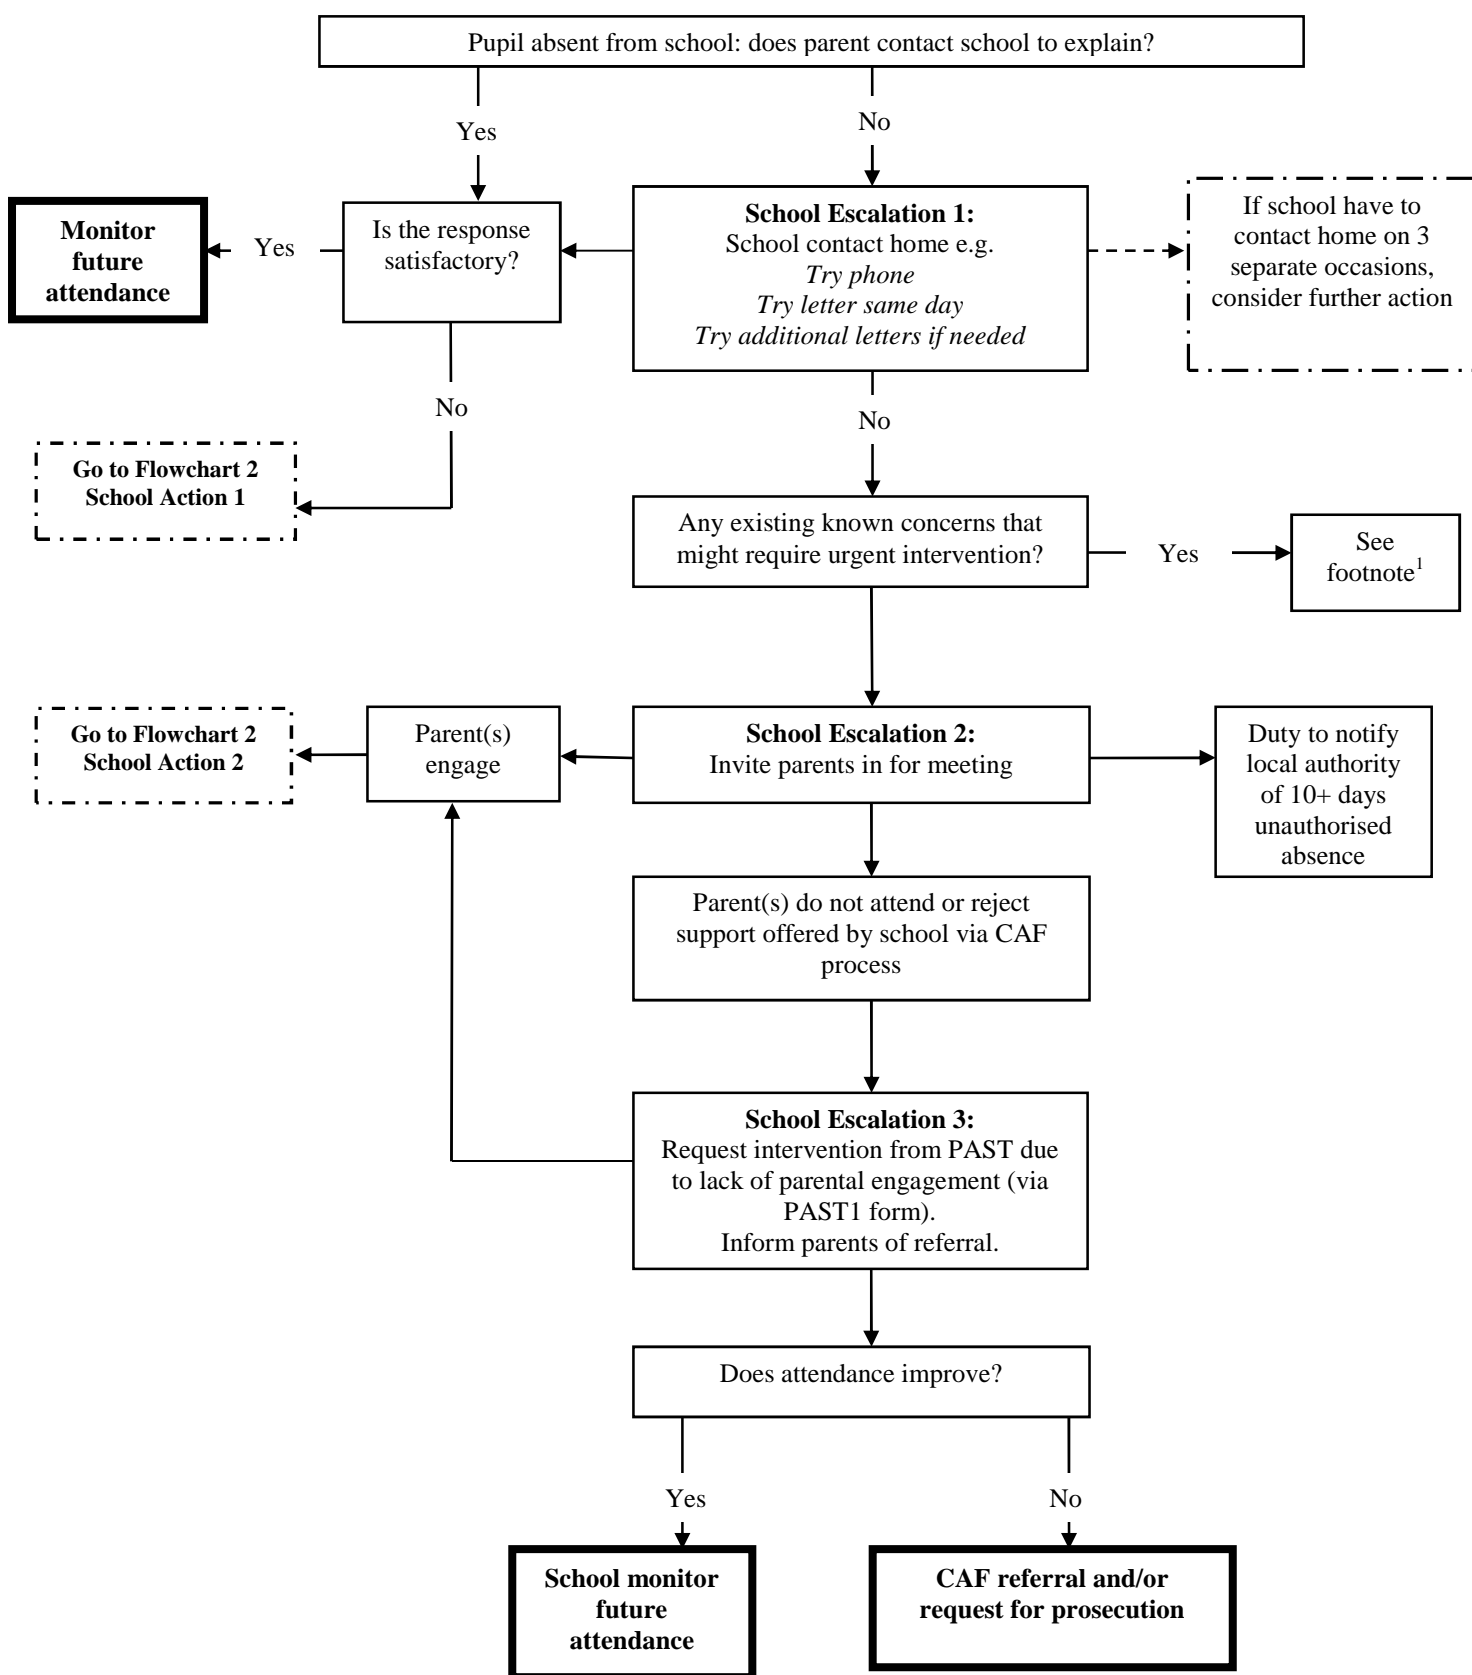 Pupil absent from school: does parent contact school to explain?
Yes
No
Monitor
future
attendance
Yes
Is the response
satisfactory?
School Escalation 1:
School contact home e.g.
Try phone
Try letter same day
Try additional letters if needed
If school have to
contact home on 3
separate occasions,
consider further action
No
No
Go to Flowchart 2
School Action 1
Any existing known concerns that
might require urgent intervention?
Yes
See
footnote1
Go to Flowchart 2
School Action 2
Parent(s)
engage
School Escalation 2:
Invite parents in for meeting
Duty to notify
local authority
of 10+ days
unauthorised
absence
Parent(s) do not attend or reject
support offered by school via CAF
process
School Escalation 3:
Request intervention from PAST due
to lack of parental engagement (via
PAST1 form).
Inform parents of referral.
Does attendance improve?
Yes
No
School monitor
future
attendance
CAF referral and/or
request for prosecution